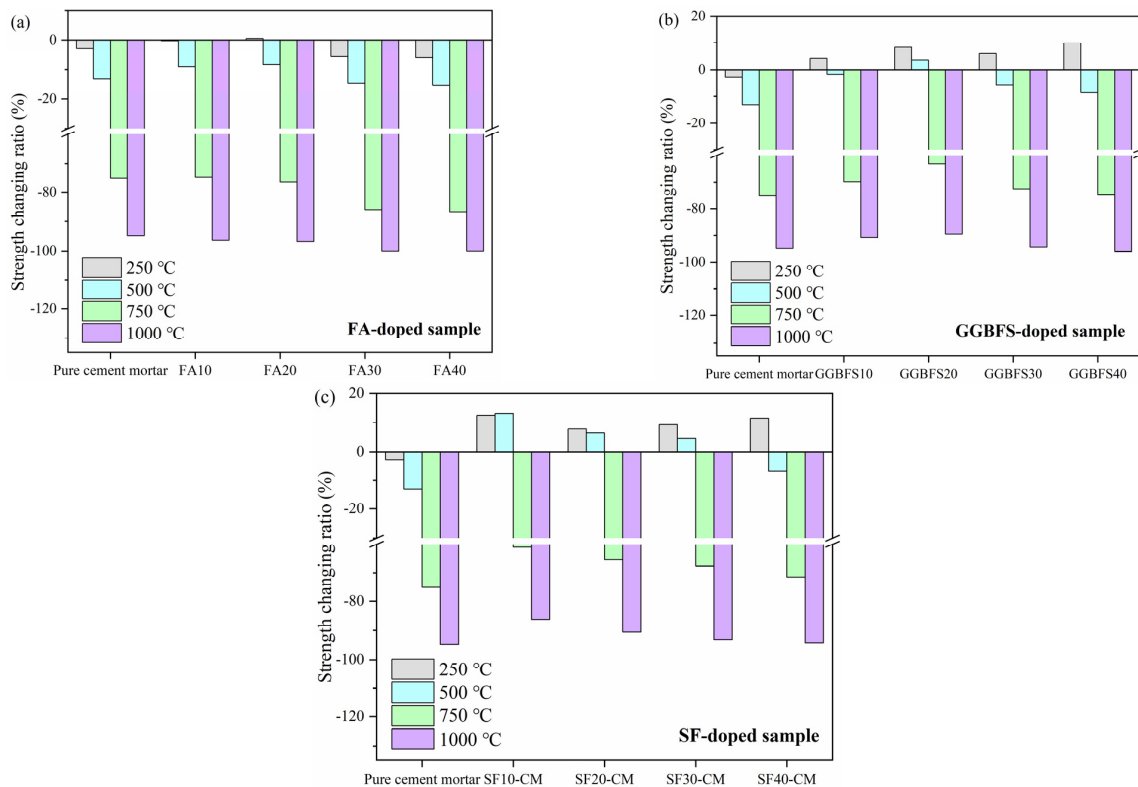 (a)
0
-20
-80
-100
-120
Strength changing ratio (%)
250 °C
500 °C
750 °C
1000 °C
FA-doped sample
Pure cement mortar FA10 FA20 FA30 FA40
(b)
20
10
0
-20
-80
-100
-120
Strength changing ratio (%)
250 °C
500 °C
750 °C
1000 °C
GGBFS-doped sample
Pure cement mortar GGBFS10 GGBFS20 GGBFS30 GGBFS40
(c)
20
0
-20
-80
-100
-120
Strength changing ratio (%)
250 °C
500 °C
750 °C
1000 °C
SF-doped sample
Pure cement mortar SF10-CM SF20-CM SF30-CM SF40-CM